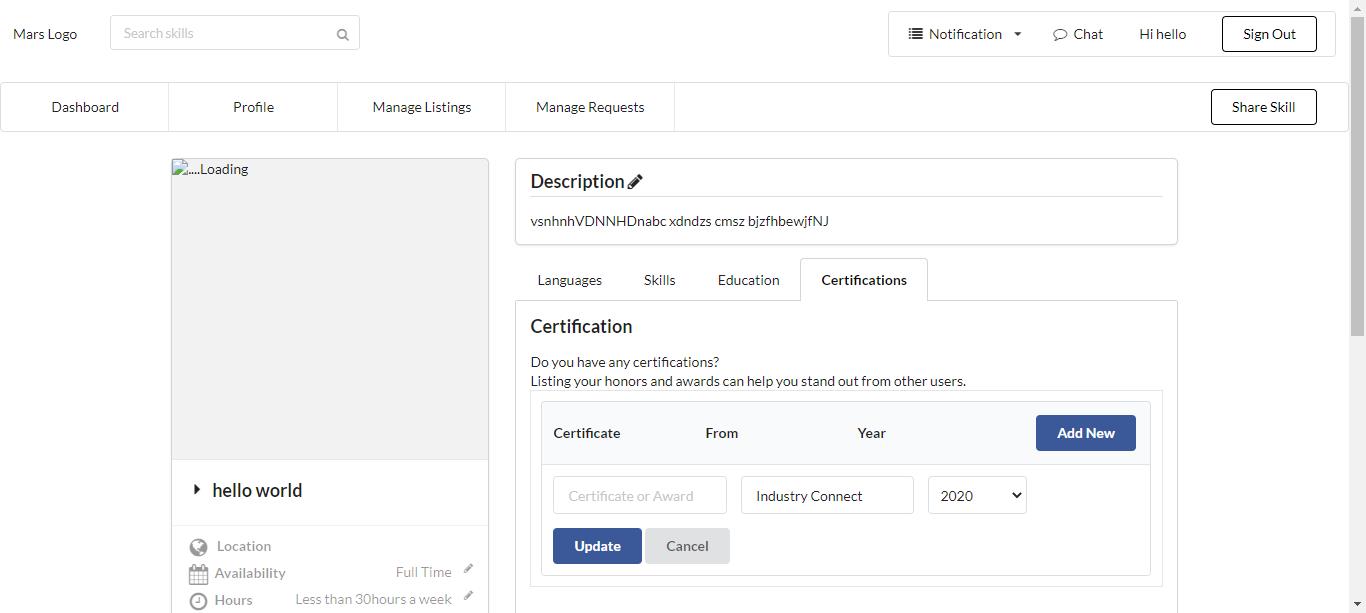 Mars Logo
Search skills
Notification
Chat
Hi hello
Sign Out
Dashboard
Profile
Manage Listings
Manage Requests
Share Skill
....Loading
hello world
Location
Availability
Full Time
Hours
Less than 30hours a week
Description
vsnhnhVDNNHDnabc xdndzs cmsz bjzfhbewjfNJ
Languages
Skills
Education
Certifications
Certification
Do you have any certifications?
Listing your honors and awards can help you stand out from other users.
Certificate
From
Year
Add New
Certificate or Award
Industry Connect
2020
Update
Cancel